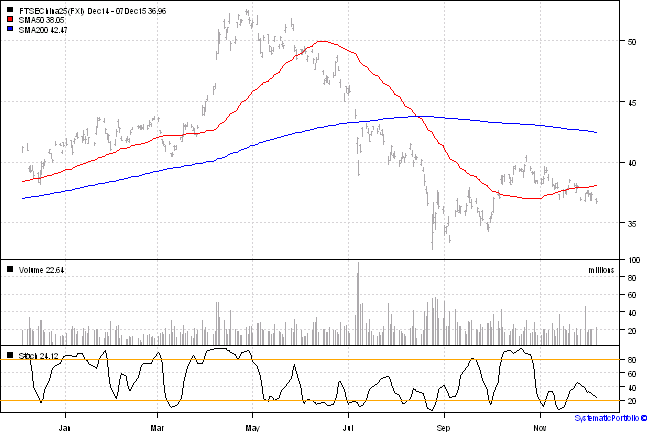 FTSEChina25(FXI) Dec14 - 07Dec15 36.96
SMA50 38.05
SMA200 42.47
50
45
40
35
Volume 22.64
100
millions
80
60
40
20
Stoch 24.12
80
60
40
20
Jan Mar May Jul Sep Nov
SystematicPortfolio ©